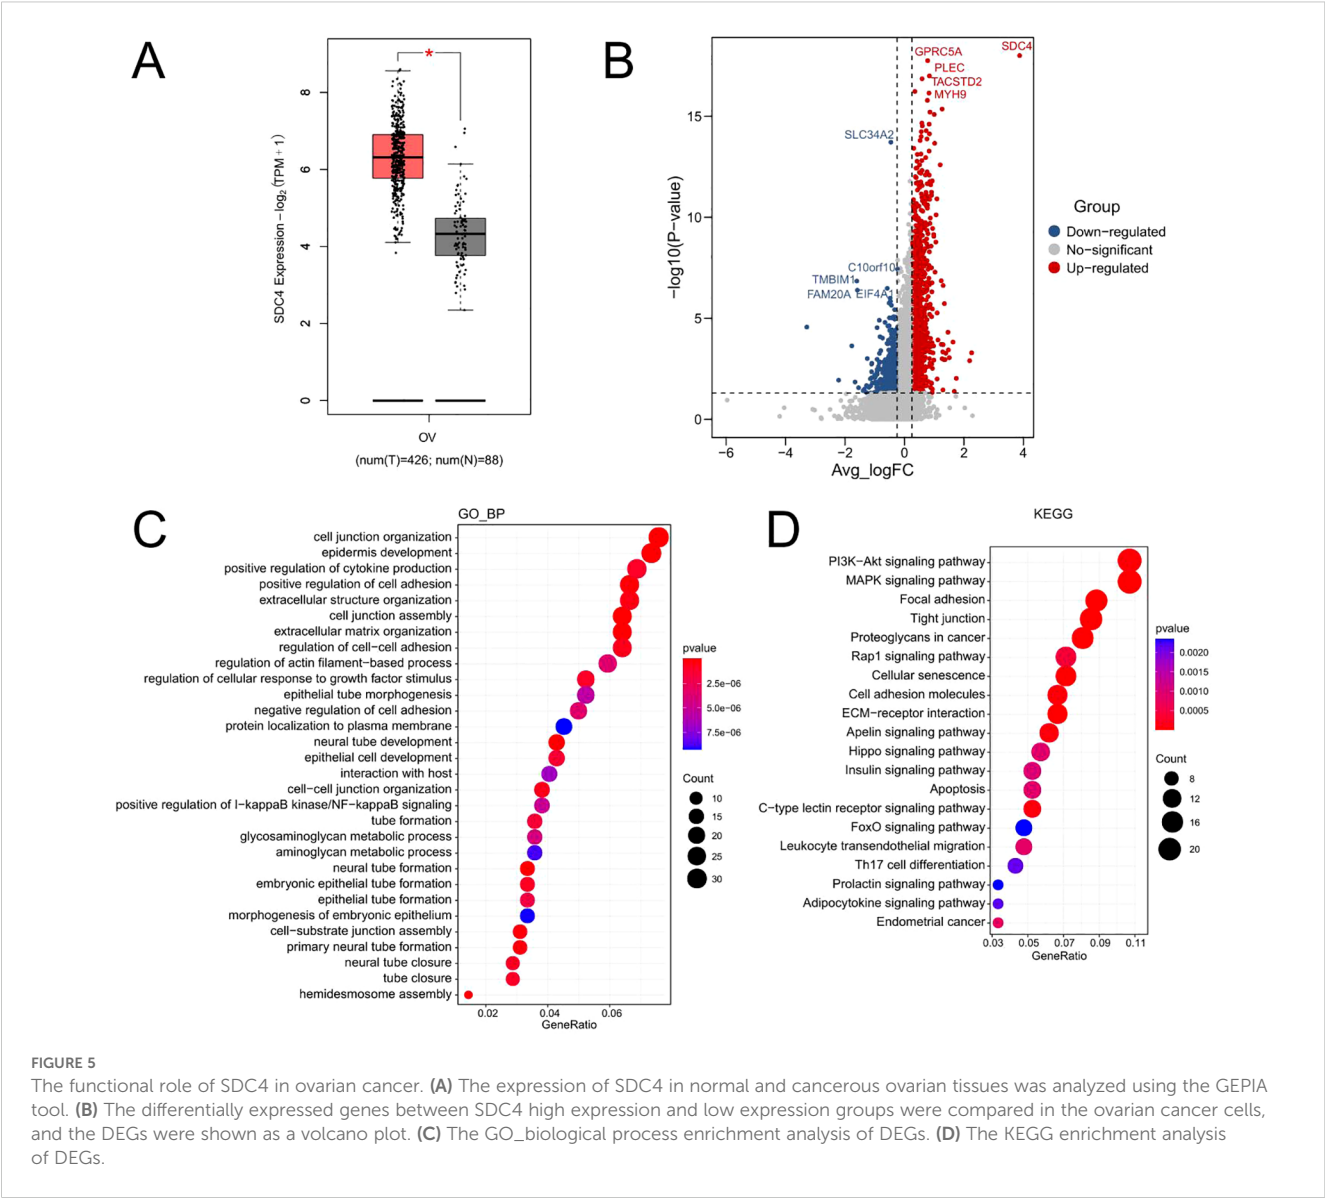 A
*
SDC4 Expression − log2 (TPM + 1)
8
6
4
2
0
OV
(num(T)=426; num(N)=88)
B
SDC4
GPRC5A
PLEC
TACSTD2
MYH9
SLC34A2
C10orf10
TMBIM1
FAM20A EIF4A1
−log10(P−value)
15
10
5
0
−6 −4 −2 0 2 4
Avg_logFC
Group
Down−regulated
No−significant
Up−regulated
C
GO_BP
cell junction organization
epidermis development
positive regulation of cytokine production
positive regulation of cell adhesion
extracellular structure organization
cell junction assembly
extracellular matrix organization
regulation of cell−cell adhesion
regulation of actin filament−based process
regulation of cellular response to growth factor stimulus
epithelial tube morphogenesis
negative regulation of cell adhesion
protein localization to plasma membrane
neural tube development
epithelial cell development
interaction with host
cell−cell junction organization
positive regulation of I−kappaB kinase/NF−kappaB signaling
tube formation
glycosaminoglycan metabolic process
aminoglycan metabolic process
neural tube formation
embryonic epithelial tube formation
epithelial tube formation
morphogenesis of embryonic epithelium
cell−substrate junction assembly
primary neural tube formation
neural tube closure
tube closure
hemidesmosome assembly
0.02 0.04 0.06
GeneRatio
pvalue
2.5e−06
5.0e−06
7.5e−06
Count
10
15
20
25
30
D
KEGG
PI3K−Akt signaling pathway
MAPK signaling pathway
Focal adhesion
Tight junction
Proteoglycans in cancer
Rap1 signaling pathway
Cellular senescence
Cell adhesion molecules
ECM−receptor interaction
Apelin signaling pathway
Hippo signaling pathway
Insulin signaling pathway
Apoptosis
C−type lectin receptor signaling pathway
FoxO signaling pathway
Leukocyte transendothelial migration
Th17 cell differentiation
Prolactin signaling pathway
Adipocytokine signaling pathway
Endometrial cancer
0.03 0.05 0.07 0.09 0.11
GeneRatio
pvalue
0.0020
0.0015
0.0010
0.0005
Count
8
12
16
20
FIGURE 5
The functional role of SDC4 in ovarian cancer. (A) The expression of SDC4 in normal and cancerous ovarian tissues was analyzed using the GEPIA
tool. (B) The differentially expressed genes between SDC4 high expression and low expression groups were compared in the ovarian cancer cells,
and the DEGs were shown as a volcano plot. (C) The GO_biological process enrichment analysis of DEGs. (D) The KEGG enrichment analysis
of DEGs.